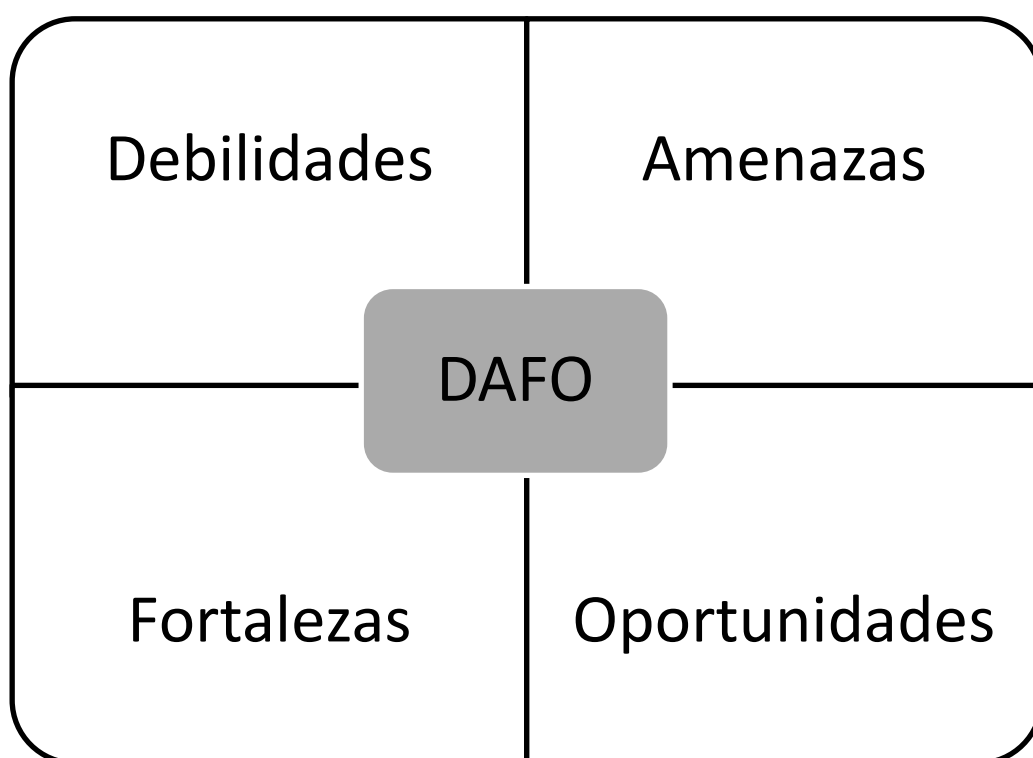 Debilidades
Amenazas
DAFO
Fortalezas
Oportunidades